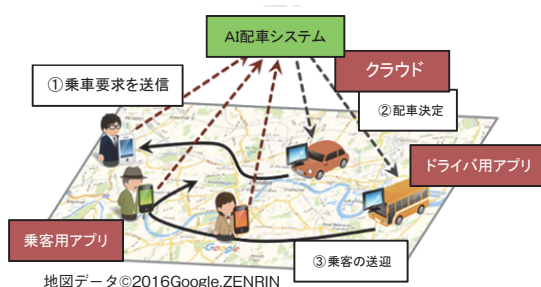 AI配車システム
クラウド
①乗車要求を送信
②配車決定
ドライバ用アプリ
乗客用アプリ
Google
③乗客の送迎
地図データ©2016Google,ZENRIN